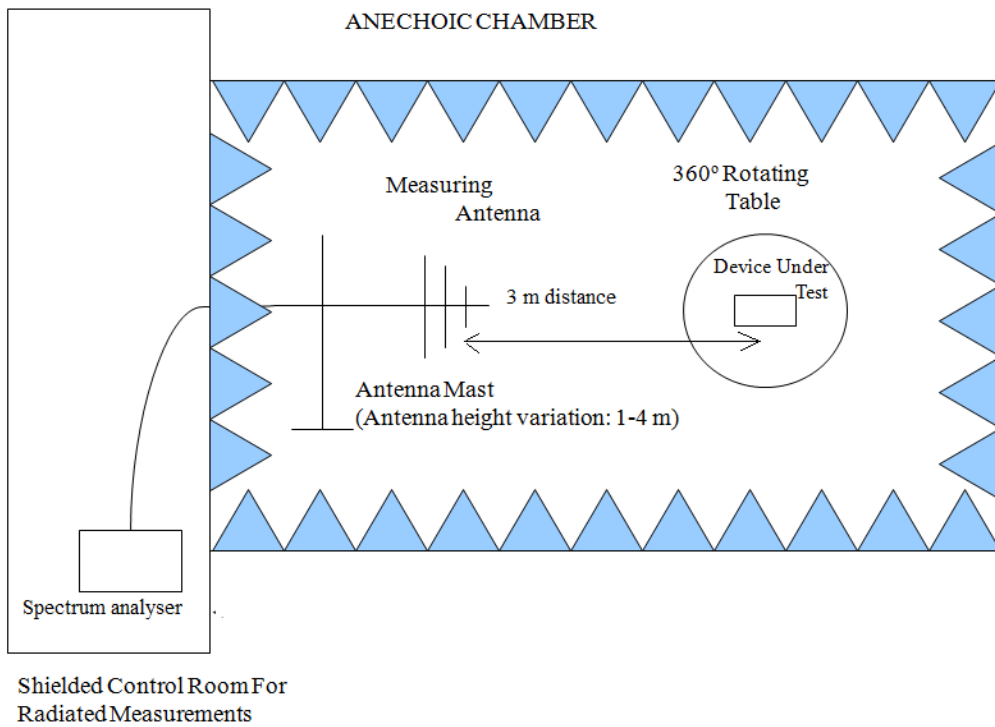 ANECHOIC CHAMBER
Measuring
Antenna
360º Rotating
Table
Device Under
Test
3 m distance
Antenna Mast
(Antenna height variation: 1-4 m)
Spectrum analyser
Shielded Control Room For
Radiated Measurements